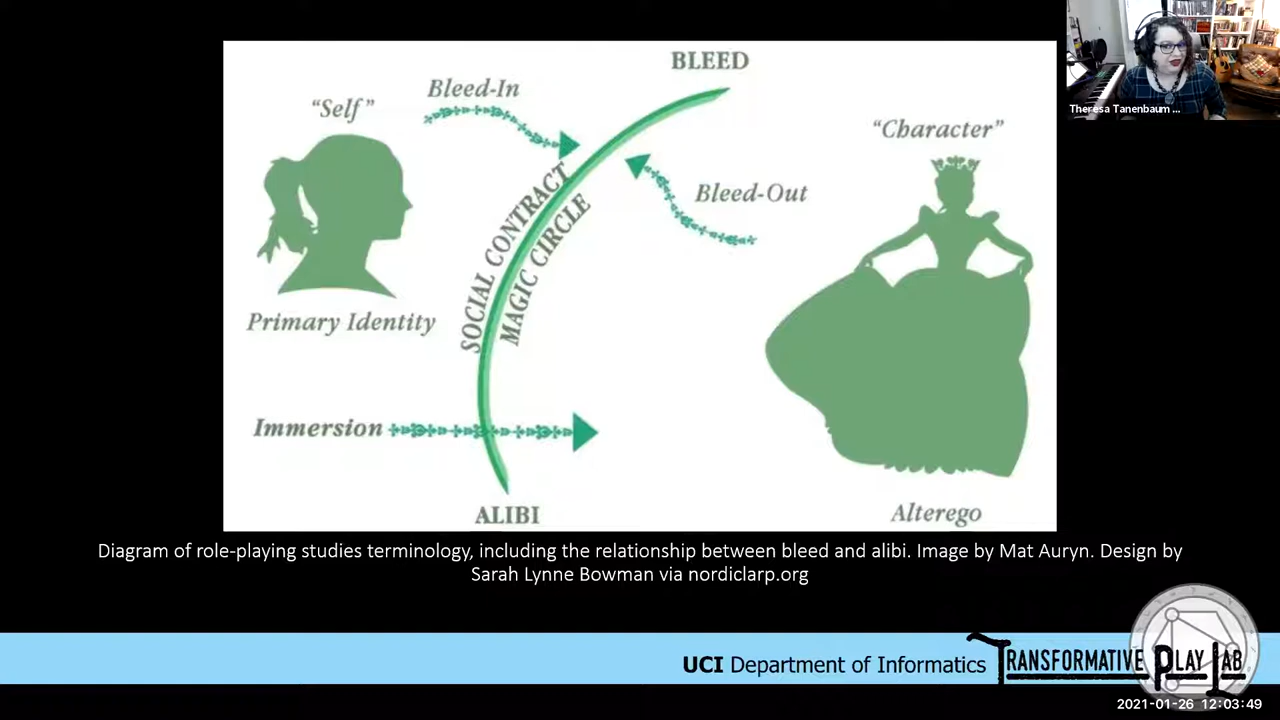 BLEED
Bleed-In
"Self"
"Character"
Bleed-Out
SOCIAL CONTRACT
MAGIC CIRCLE
Primary Identity
Immersion
ALIBI
Alterego
Diagram of role-playing studies terminology, including the relationship between bleed and alibi. Image by Mat Auryn. Design by
Sarah Lynne Bowman via nordiclarp.org
UCI Department of Informatics
TRANSFORMATIVE PLAY LAB
Theresa Tanenbaum ...
2021-01-26 12:03:49